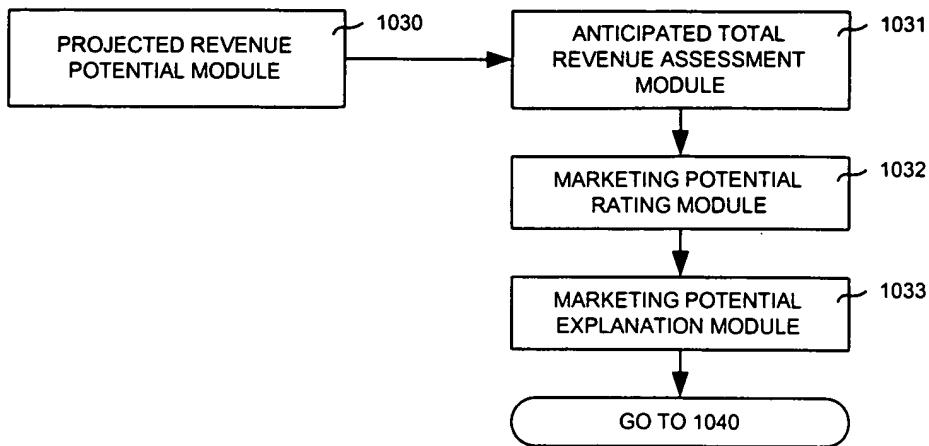 PROJECTED REVENUE
POTENTIAL MODULE
1030
ANTICIPATED TOTAL
REVENUE ASSESSMENT
MODULE
1031
MARKETING POTENTIAL
RATING MODULE
1032
MARKETING POTENTIAL
EXPLANATION MODULE
1033
GO TO 1040